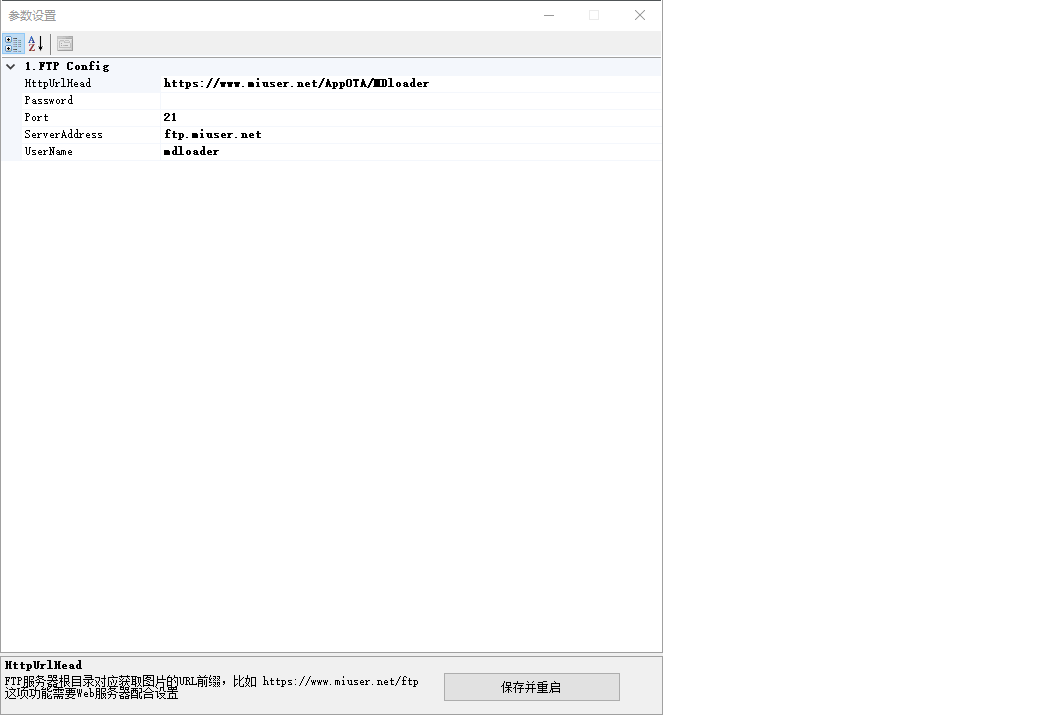 参数设置
1.FTP Config
HttpUrlHead https://www.miuser.net/AppOTA/MDloader
Password
Port 21
ServerAddress ftp.miuser.net
UserName mdloader
HttpUrlHead
FTP服务器根目录对应获取图片的URL前缀，比如 https://www.miuser.net/ftp
这项功能需要Web服务器配合设置
保存并重启